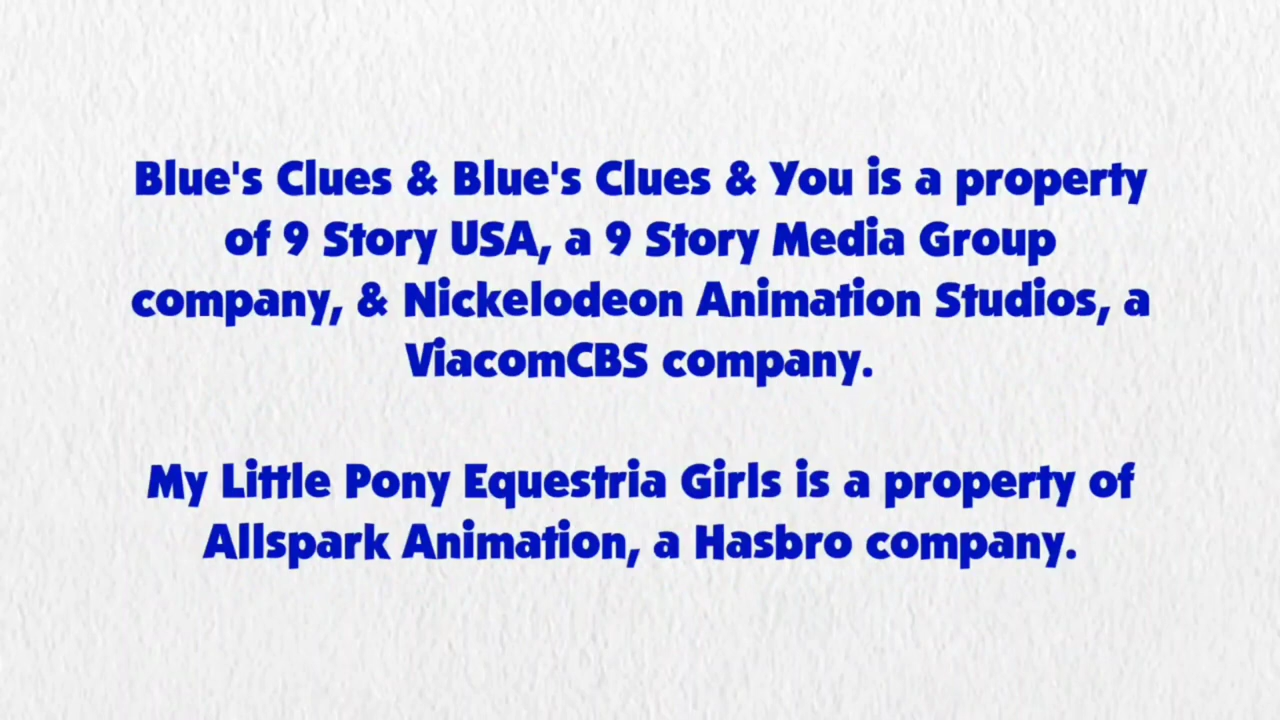 Blue's Clues & Blue's Clues & You is a property
of 9 Story USA, a 9 Story Media Group
company, & Nickelodeon Animation Studios, a
ViacomCBS company.
My Little Pony Equestria Girls is a property of
Allspark Animation, a Hasbro company.